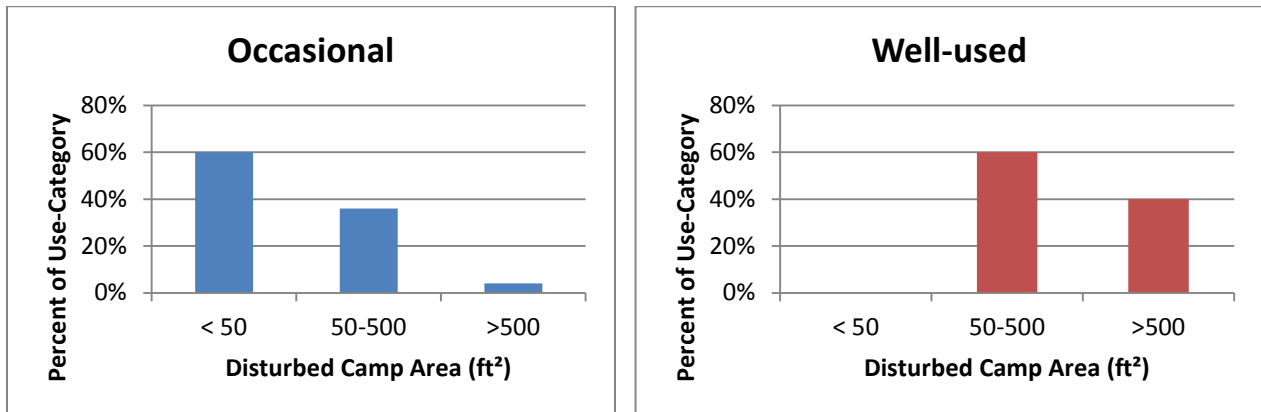 Occasional
Percent of Use-Category
80%
60%
40%
20%
0%
< 50
50-500
>500
Disturbed Camp Area (ft²)
Well-used
Percent of Use-Category
80%
60%
40%
20%
0%
< 50
50-500
>500
Disturbed Camp Area (ft²)